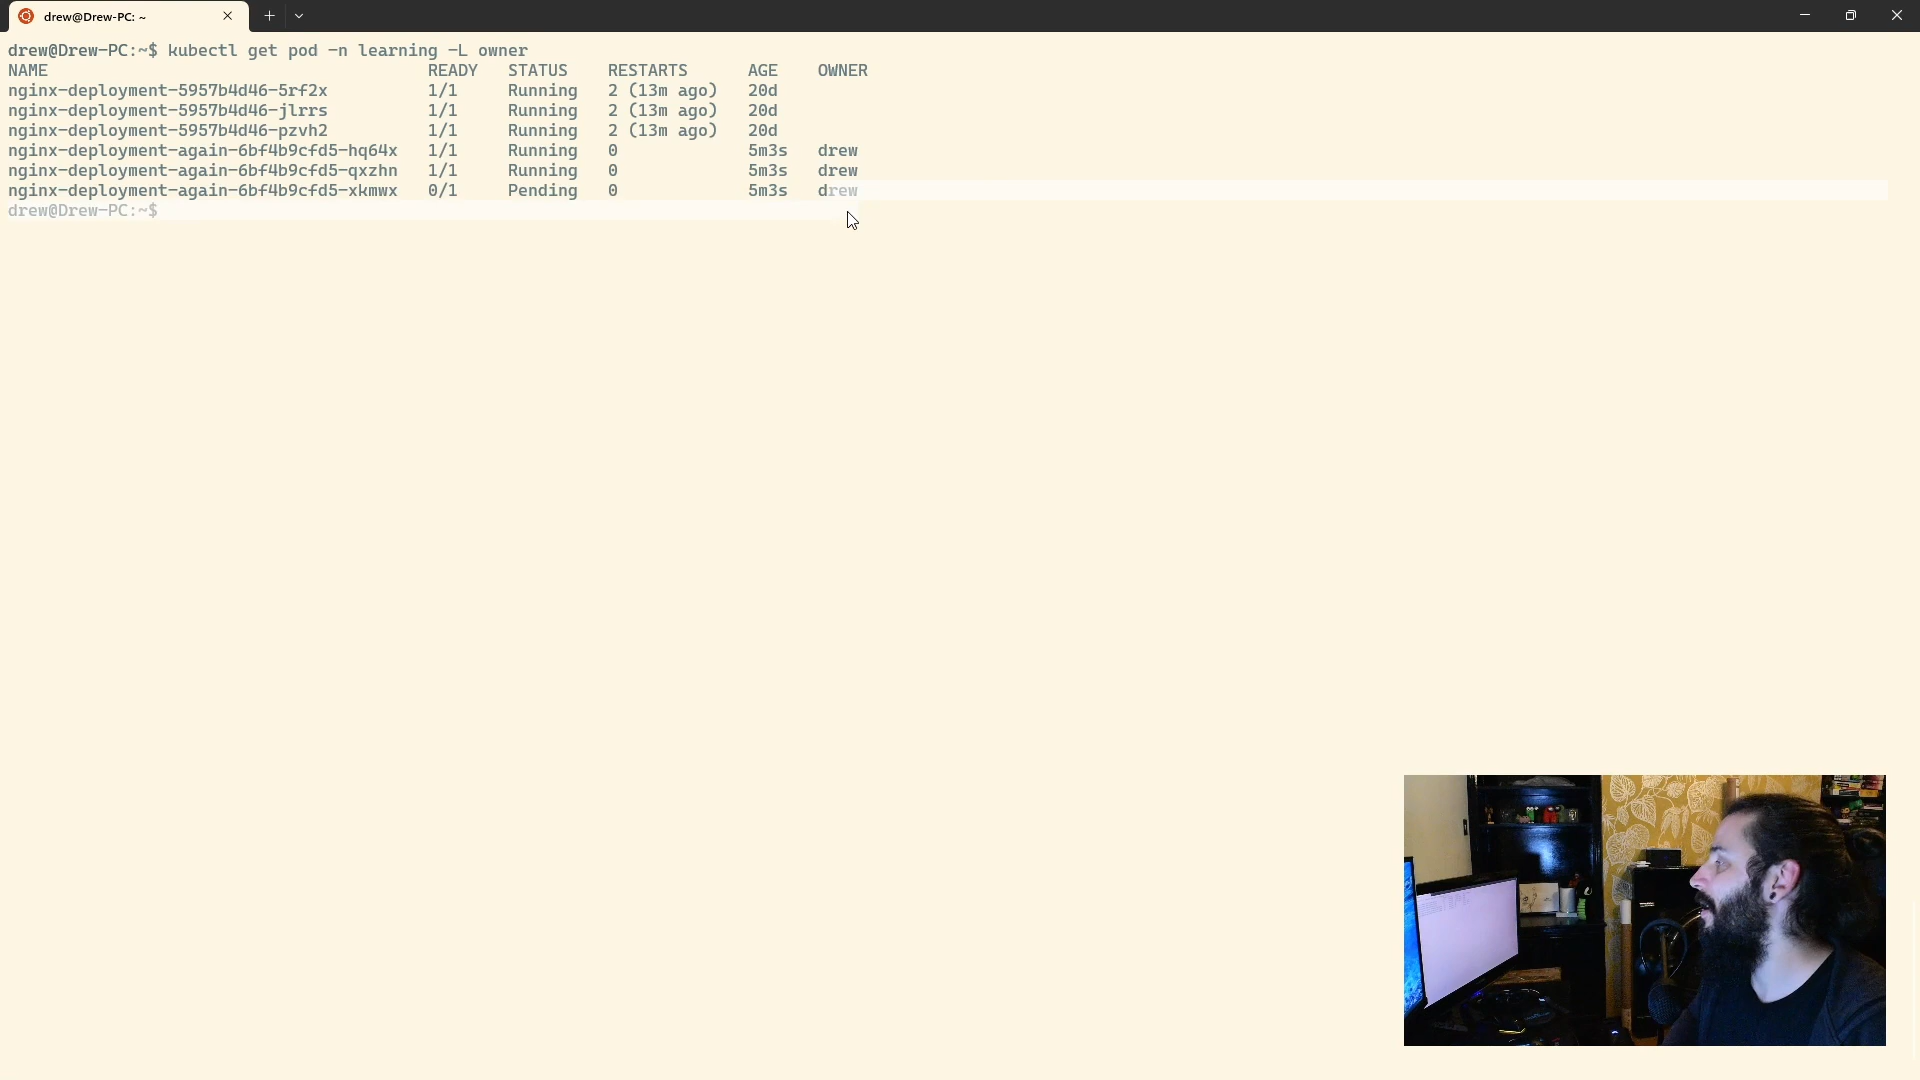 drew@Drew-PC: ~
drew@Drew-PC:~$ kubectl get pod -n learning -L owner
NAME READY STATUS RESTARTS AGE OWNER
nginx-deployment-5957b4d46-5rf2x 1/1 Running 2 (13m ago) 20d
nginx-deployment-5957b4d46-jlrrs 1/1 Running 2 (13m ago) 20d
nginx-deployment-5957b4d46-pzvh2 1/1 Running 2 (13m ago) 20d
nginx-deployment-again-6bf4b9cfd5-hq64x 1/1 Running 0 5m3s drew
nginx-deployment-again-6bf4b9cfd5-qxzhn 1/1 Running 0 5m3s drew
nginx-deployment-again-6bf4b9cfd5-xkmwx 0/1 Pending 0 5m3s drew
drew@Drew-PC:~$